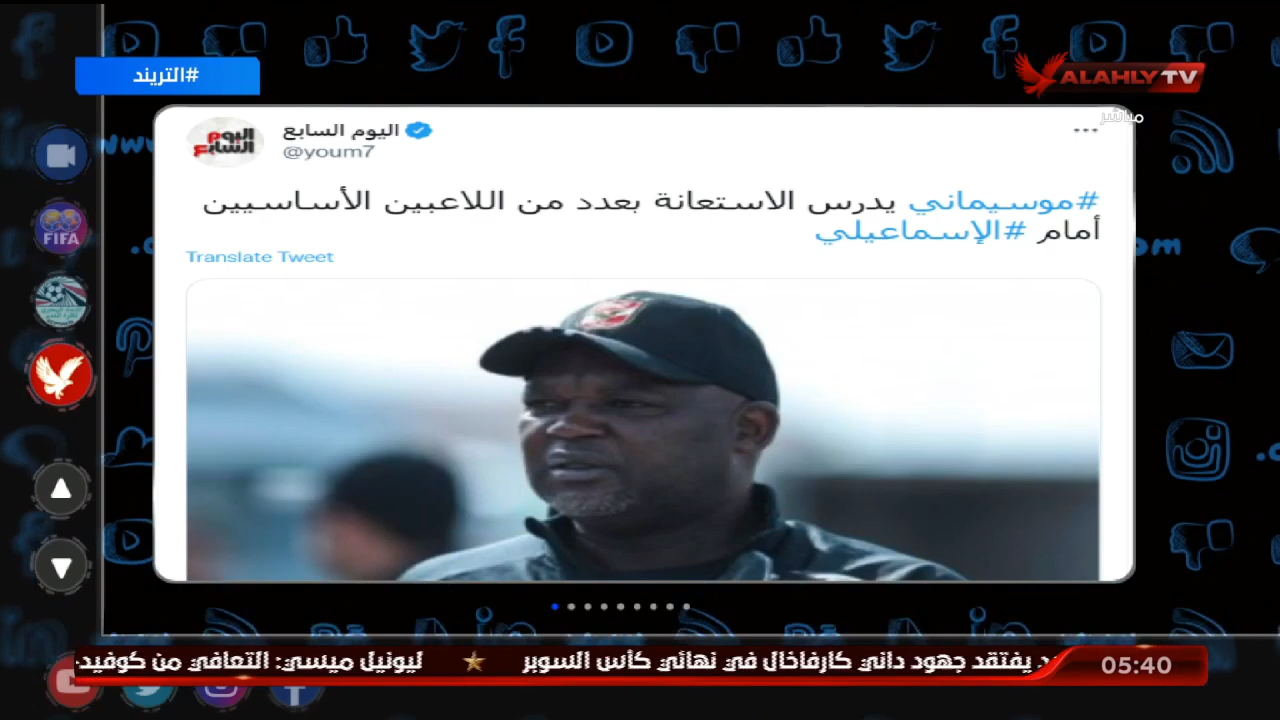 #التريند
ALAHLY TV
مباشر
اليوم السابع
@youm7
#موسيماني يدرس الاستعانة بعدد من اللاعبين الأساسيين
أمام #الإسماعيلي
Translate Tweet
FIFA
يفتقد جهود داني كارفاخال في نهائي كأس السوبر ★ ليونيل ميسي: التعافي من كوفيد-
05:40